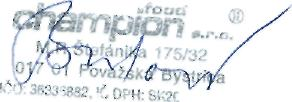 food
champion s.r.o. ®
M.R. Štefánika 175/32
017 01 Považská Bystrica
IČO: 36335882, IČ DPH: SK20